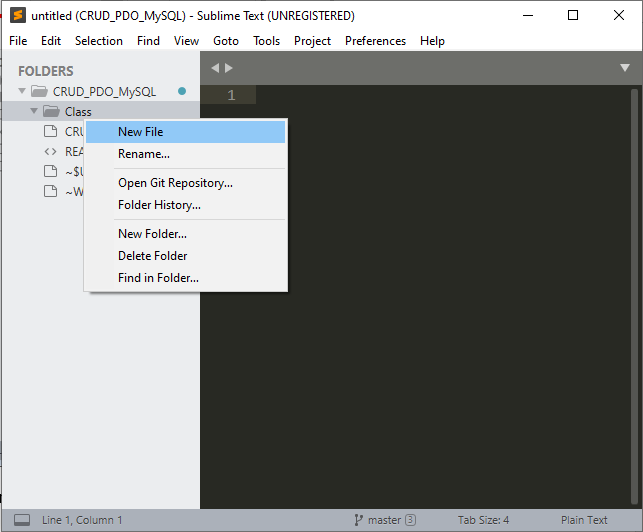 untitled (CRUD_PDO_MySQL) - Sublime Text (UNREGISTERED)
File Edit Selection Find View Goto Tools Project Preferences Help
FOLDERS
CRUD_PDO_MySQL
1
Class
CRU
New File
REA
Rename...
~$U
Open Git Repository...
~W
Folder History...
New Folder...
Delete Folder
Find in Folder...
Line 1, Column 1 master 3 Tab Size: 4 Plain Text